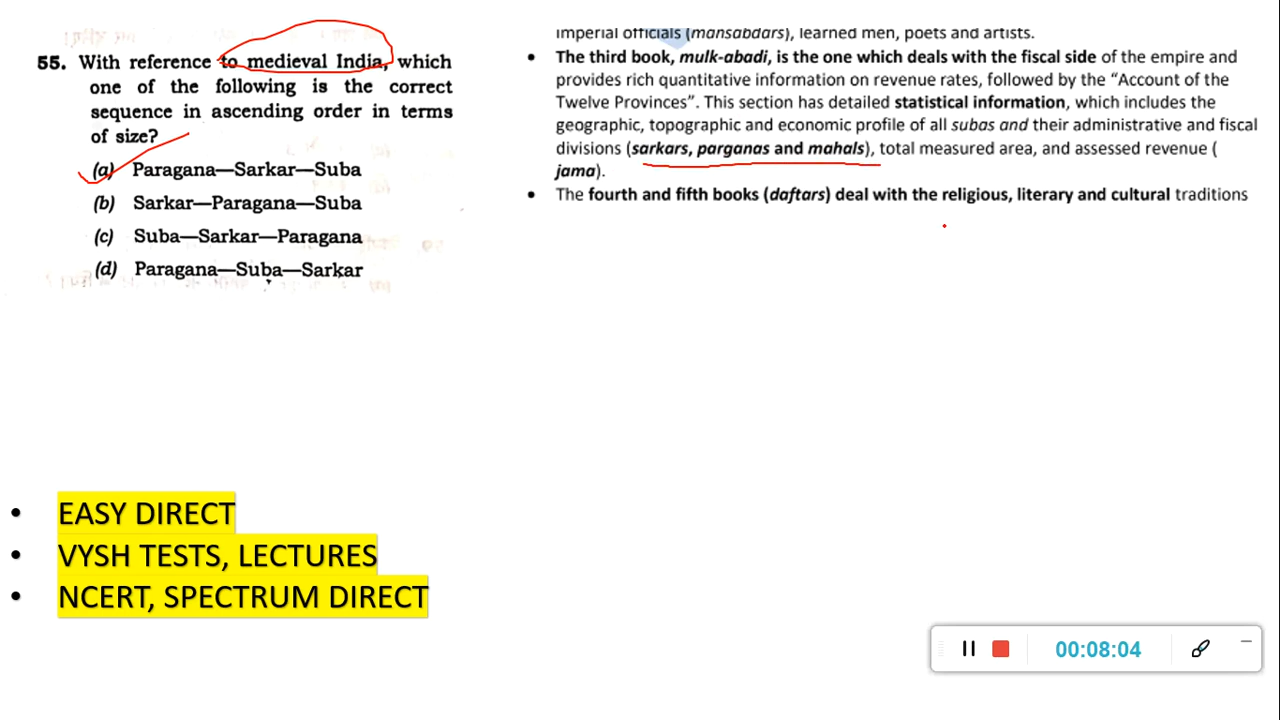 55. With reference to medieval India, which
one of the following is the correct
sequence in ascending order in terms
of size?
(a) Paragana—Sarkar—Suba
(b) Sarkar—Paragana—Suba
(c) Suba—Sarkar—Paragana
(d) Paragana—Suba—Sarkar
imperial officials (mansabdars), learned men, poets and artists.
• The third book, mulk-abadi, is the one which deals with the fiscal side of the empire and
provides rich quantitative information on revenue rates, followed by the “Account of the
Twelve Provinces”. This section has detailed statistical information, which includes the
geographic, topographic and economic profile of all subas and their administrative and fiscal
divisions (sarkars, parganas and mahals), total measured area, and assessed revenue (
jama).
• The fourth and fifth books (daftars) deal with the religious, literary and cultural traditions
• EASY DIRECT
• VYSH TESTS, LECTURES
• NCERT, SPECTRUM DIRECT
00:08:04